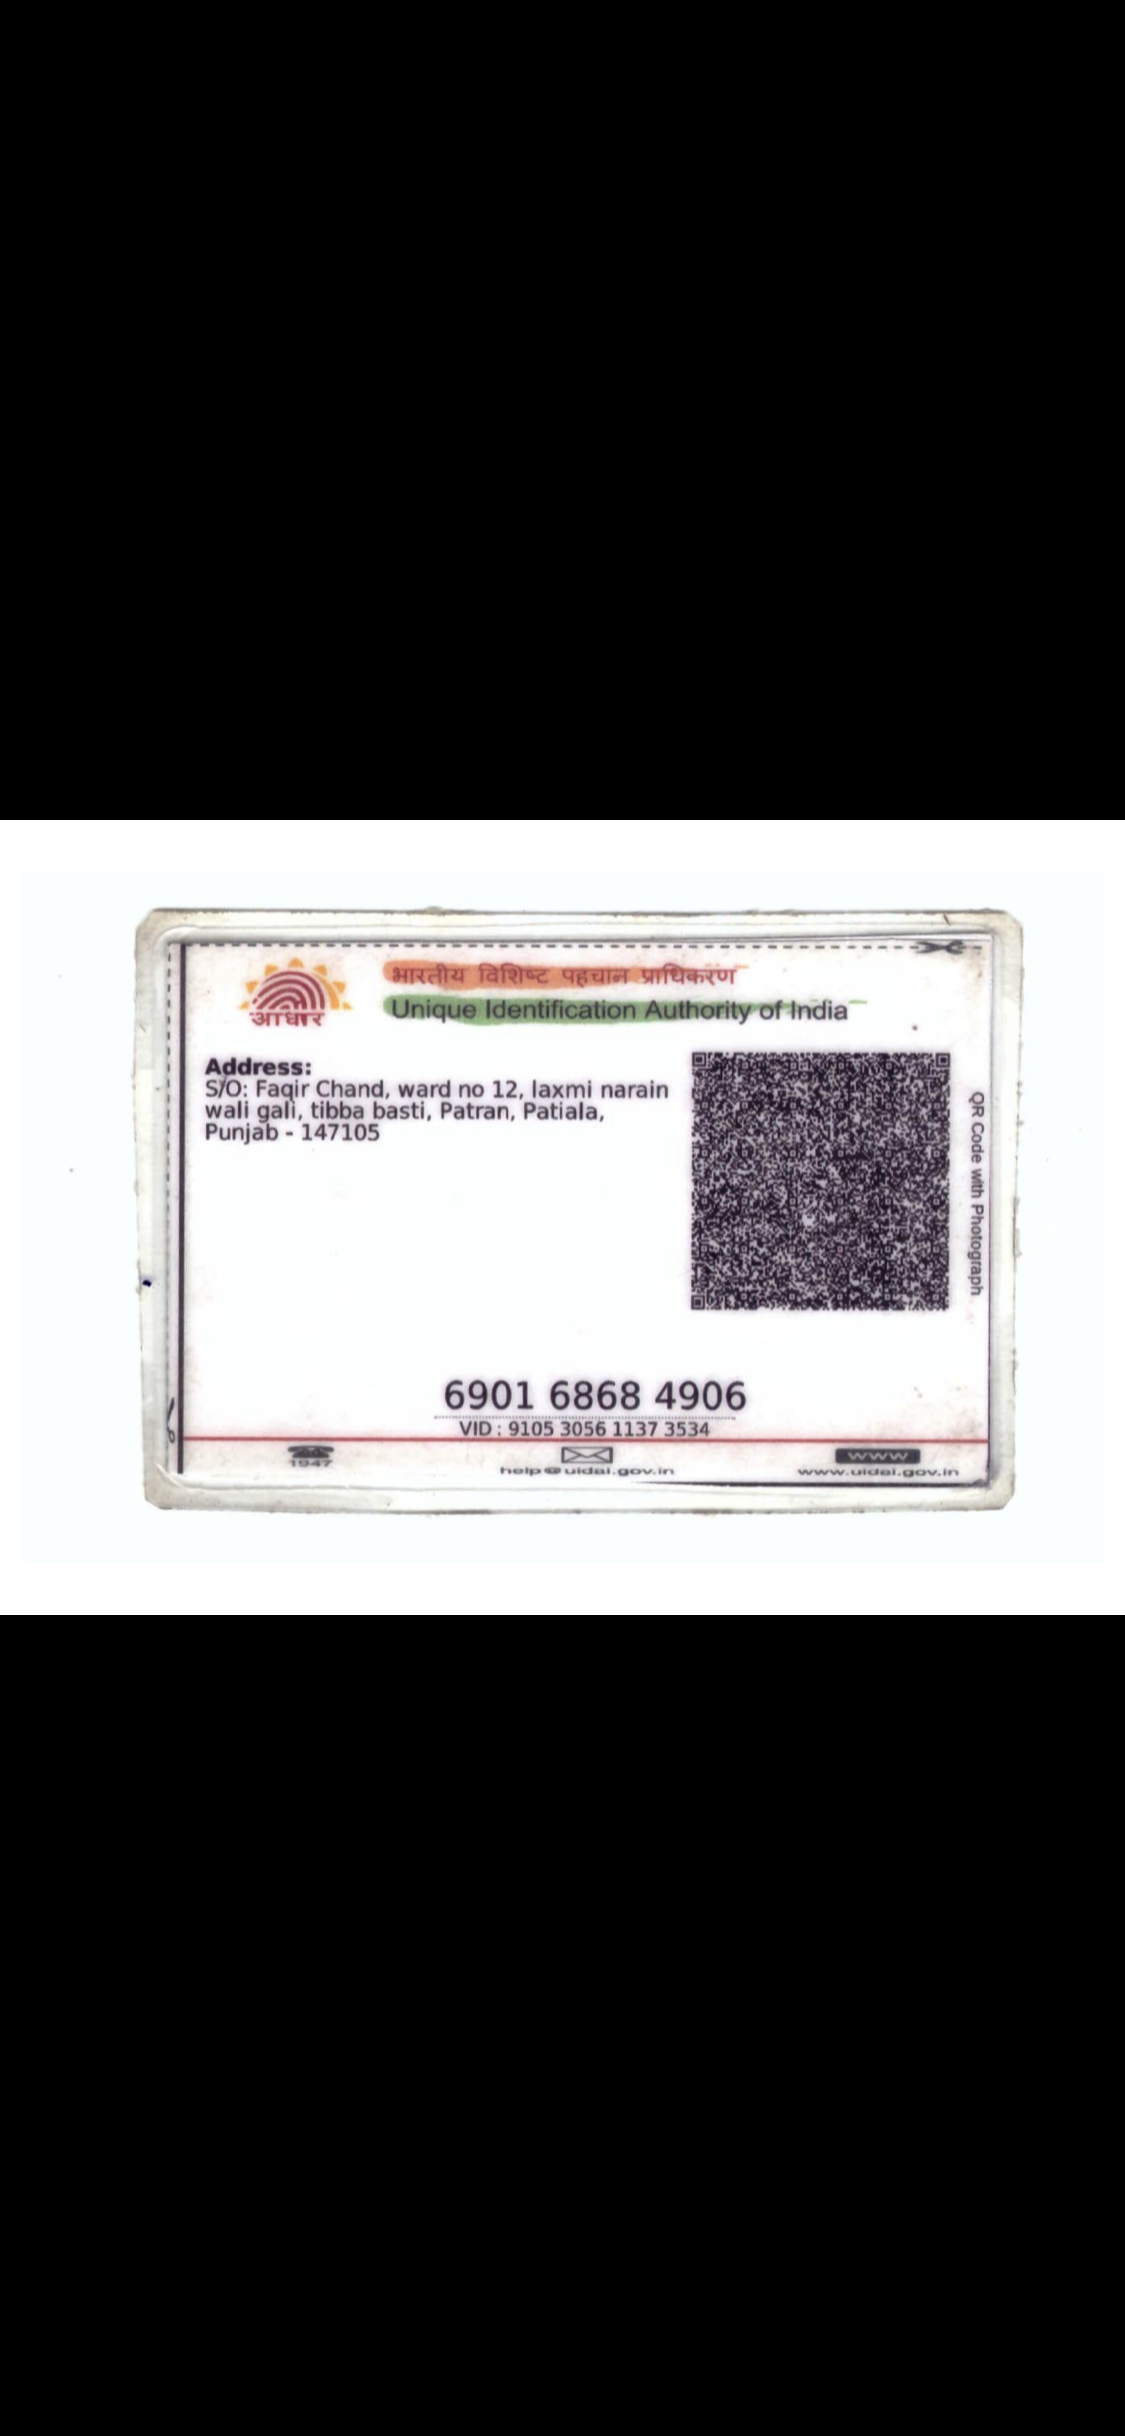 भारतीय विशिष्ट पहचान प्राधिकरण
Unique Identification Authority of India
आधार
Address:
S/O: Faqir Chand, ward no 12, laxmi narain
wali gali, tibba basti, Patran, Patiala,
Punjab - 147105
QR Code with Photograph
6901 6868 4906
VID : 9105 3056 1137 3534
1947
help@uidai.gov.in
WWW
www.uidai.gov.in